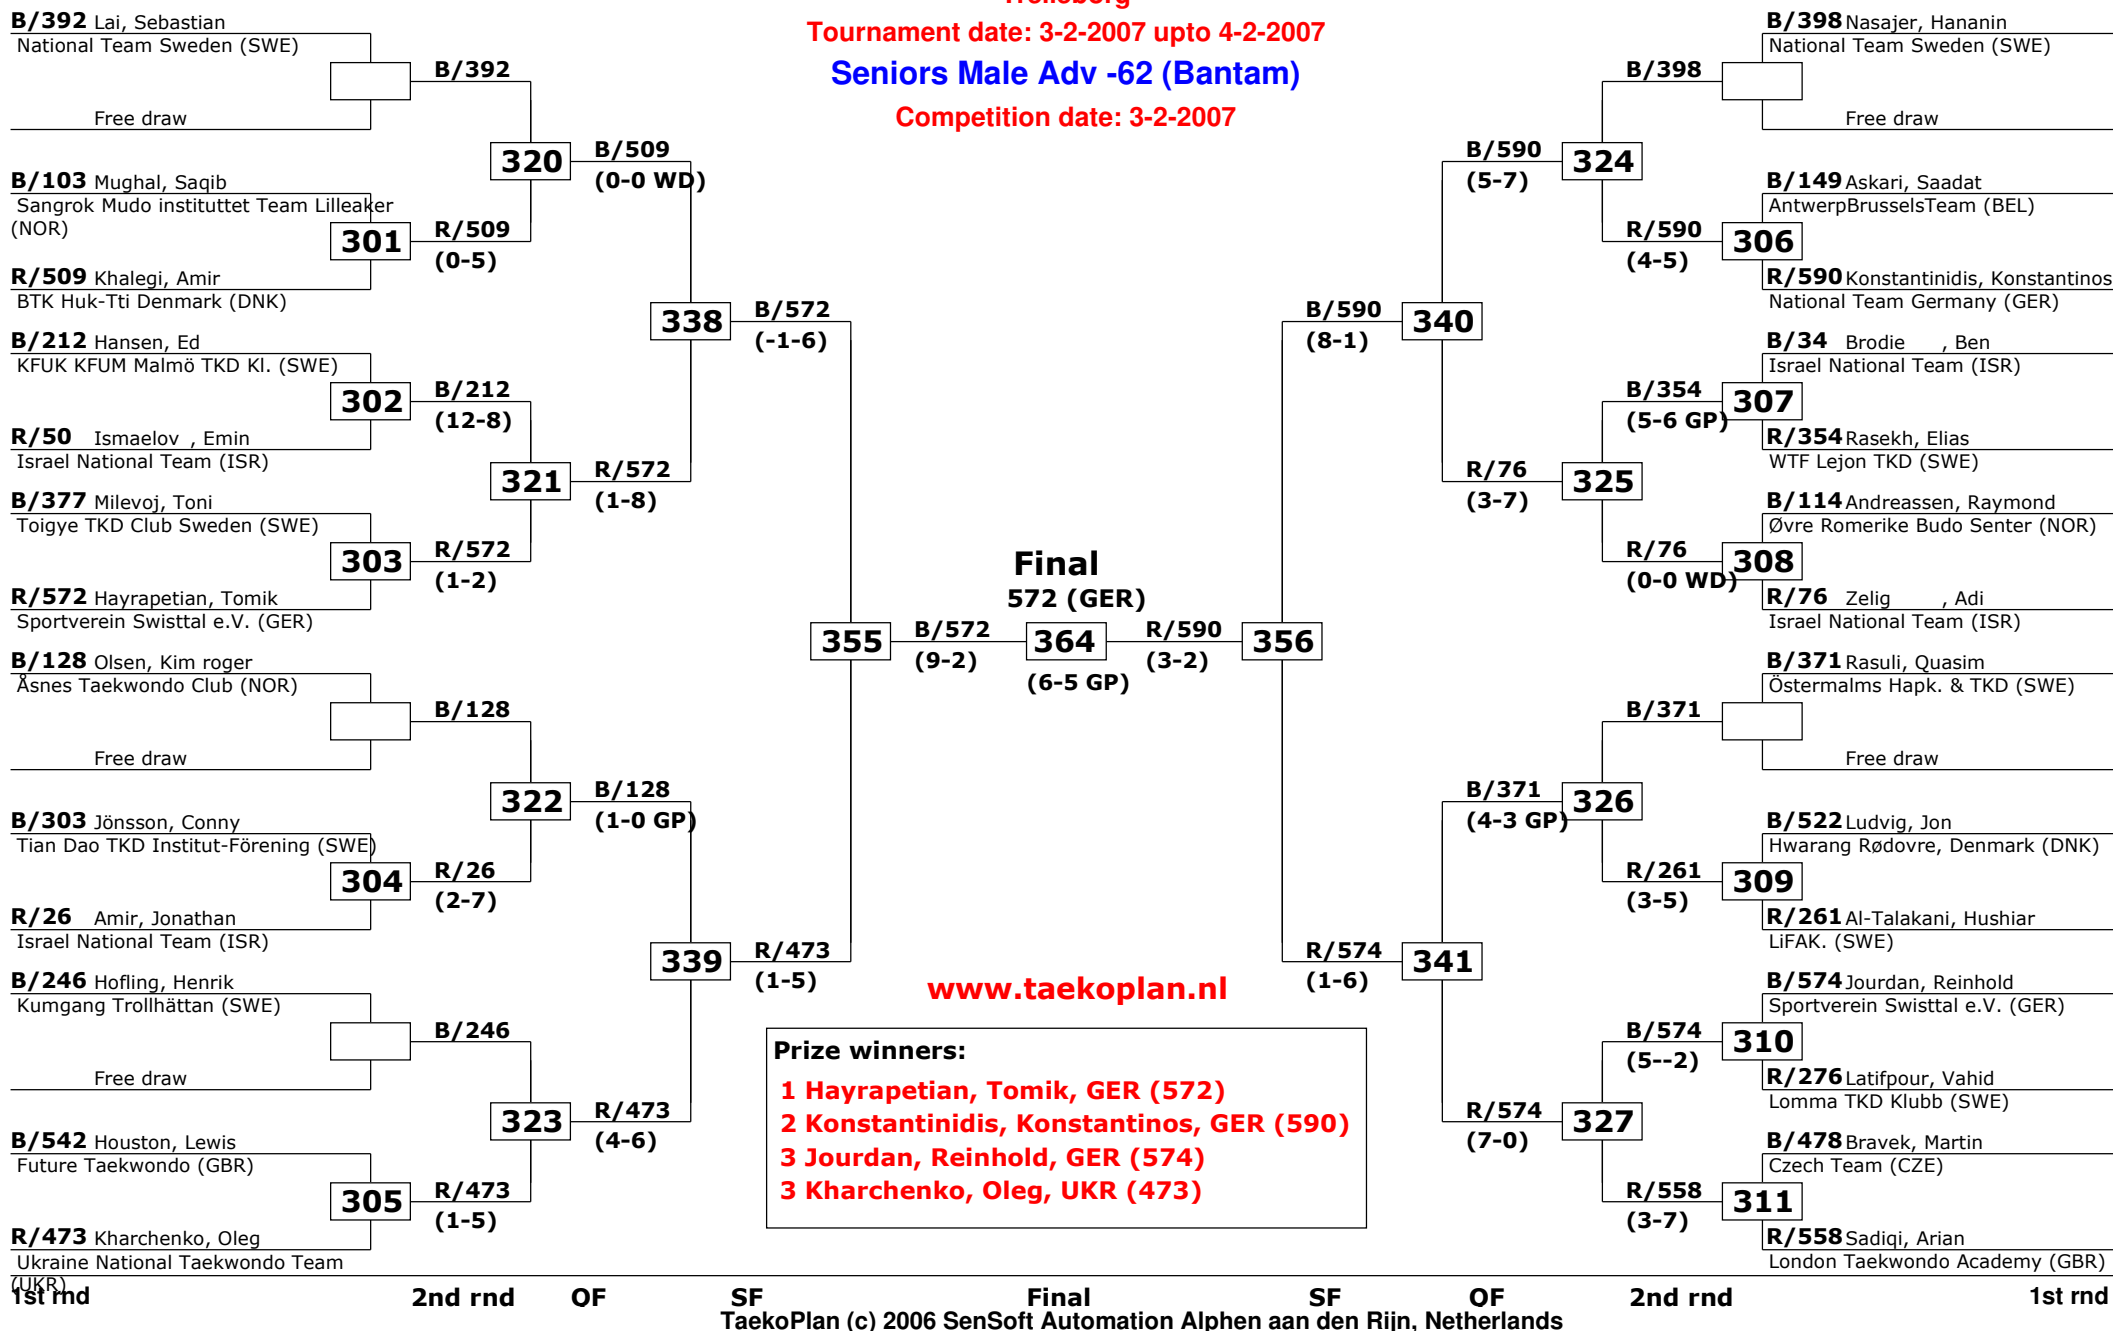 Trelleborg
Tournament date: 3-2-2007 upto 4-2-2007
Seniors Male Adv -62 (Bantam)
Competition date: 3-2-2007
B/392 Lai, Sebastian
National Team Sweden (SWE)
Free draw
B/392
B/103 Mughal, Saqib
Sangrok Mudo instituttet Team Lilleaker
(NOR)
301
R/509
(0-5)
R/509 Khalegi, Amir
BTK Huk-Tti Denmark (DNK)
320
B/509
(0-0 WD)
B/212 Hansen, Ed
KFUK KFUM Malmö TKD Kl. (SWE)
302
B/212
(12-8)
R/50 Ismaelov , Emin
Israel National Team (ISR)
321
R/572
(1-8)
B/377 Milevoj, Toni
Toigye TKD Club Sweden (SWE)
303
R/572
(1-2)
R/572 Hayrapetian, Tomik
Sportverein Swisttal e.V. (GER)
338
B/572
(-1-6)
B/128 Olsen, Kim roger
Åsnes Taekwondo Club (NOR)
B/128
Free draw
322
B/128
(1-0 GP)
B/303 Jönsson, Conny
Tian Dao TKD Institut-Förening (SWE)
304
R/26
(2-7)
R/26 Amir, Jonathan
Israel National Team (ISR)
339
R/473
(1-5)
B/246 Hofling, Henrik
Kumgang Trollhättan (SWE)
B/246
Free draw
323
R/473
(4-6)
B/542 Houston, Lewis
Future Taekwondo (GBR)
305
R/473
(1-5)
R/473 Kharchenko, Oleg
Ukraine National Taekwondo Team
(UKR)
355
B/572
(9-2)
Final
572 (GER)
364
(6-5 GP)
R/590
(3-2)
356
B/398 Nasajer, Hananin
National Team Sweden (SWE)
B/398
Free draw
324
B/590
(5-7)
B/149 Askari, Saadat
AntwerpBrusselsTeam (BEL)
306
R/590
(4-5)
R/590 Konstantinidis, Konstantinos
National Team Germany (GER)
340
B/590
(8-1)
B/34 Brodie , Ben
Israel National Team (ISR)
307
B/354
(5-6 GP)
R/354 Rasekh, Elias
WTF Lejon TKD (SWE)
325
R/76
(3-7)
B/114 Andreassen, Raymond
Øvre Romerike Budo Senter (NOR)
308
R/76
(0-0 WD)
R/76 Zelig , Adi
Israel National Team (ISR)
B/371 Rasuli, Quasim
Östermalms Hapk. & TKD (SWE)
B/371
Free draw
326
B/371
(4-3 GP)
B/522 Ludvig, Jon
Hwarang Rødovre, Denmark (DNK)
309
R/261
(3-5)
R/261 Al-Talakani, Hushiar
LiFAK. (SWE)
341
R/574
(1-6)
B/574 Jourdan, Reinhold
Sportverein Swisttal e.V. (GER)
310
B/574
(5--2)
R/276 Latifpour, Vahid
Lomma TKD Klubb (SWE)
327
R/574
(7-0)
B/478 Bravek, Martin
Czech Team (CZE)
311
R/558
(3-7)
R/558 Sadiqi, Arian
London Taekwondo Academy (GBR)
www.taekoplan.nl
Prize winners:
1 Hayrapetian, Tomik, GER (572)
2 Konstantinidis, Konstantinos, GER (590)
3 Jourdan, Reinhold, GER (574)
3 Kharchenko, Oleg, UKR (473)
1st rnd 2nd rnd QF SF Final SF QF 2nd rnd 1st rnd
TaekoPlan (c) 2006 SenSoft Automation Alphen aan den Rijn, Netherlands